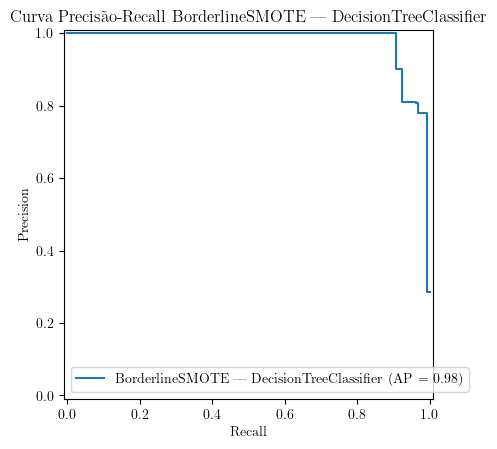 Curva Precisão-Recall BorderlineSMOTE — DecisionTreeClassifier
1.0
0.8
0.6
0.4
0.2
0.0
Precision
BorderlineSMOTE — DecisionTreeClassifier (AP = 0.98)
0.0 0.2 0.4 0.6 0.8 1.0
Recall